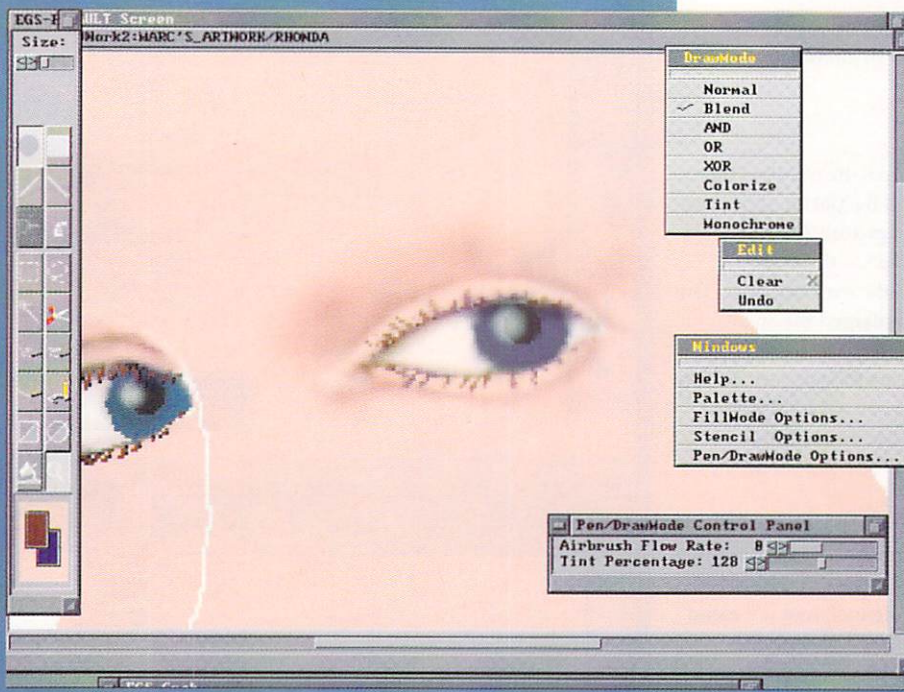 EGS-P ULT Screen
Size:
Work2:MARC'S_ARTWORK/RHONDA
DrawMode
Normal
Blend
AND
OR
XOR
Colorize
Tint
Monochrome
Edit
Clear X
Undo
Windows
Help...
Palette...
FillMode Options...
Stencil Options...
Pen/DrawMode Options...
Pen/DrawMode Control Panel
Airbrush Flow Rate: 8
Tint Percentage: 128